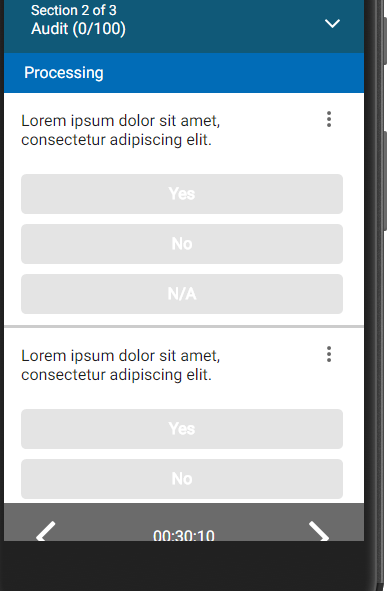 Section 2 of 3
Audit (0/100)
Processing
Lorem ipsum dolor sit amet,
consectetur adipiscing elit.
Yes
No
N/A
Lorem ipsum dolor sit amet,
consectetur adipiscing elit.
Yes
No
00:30:10